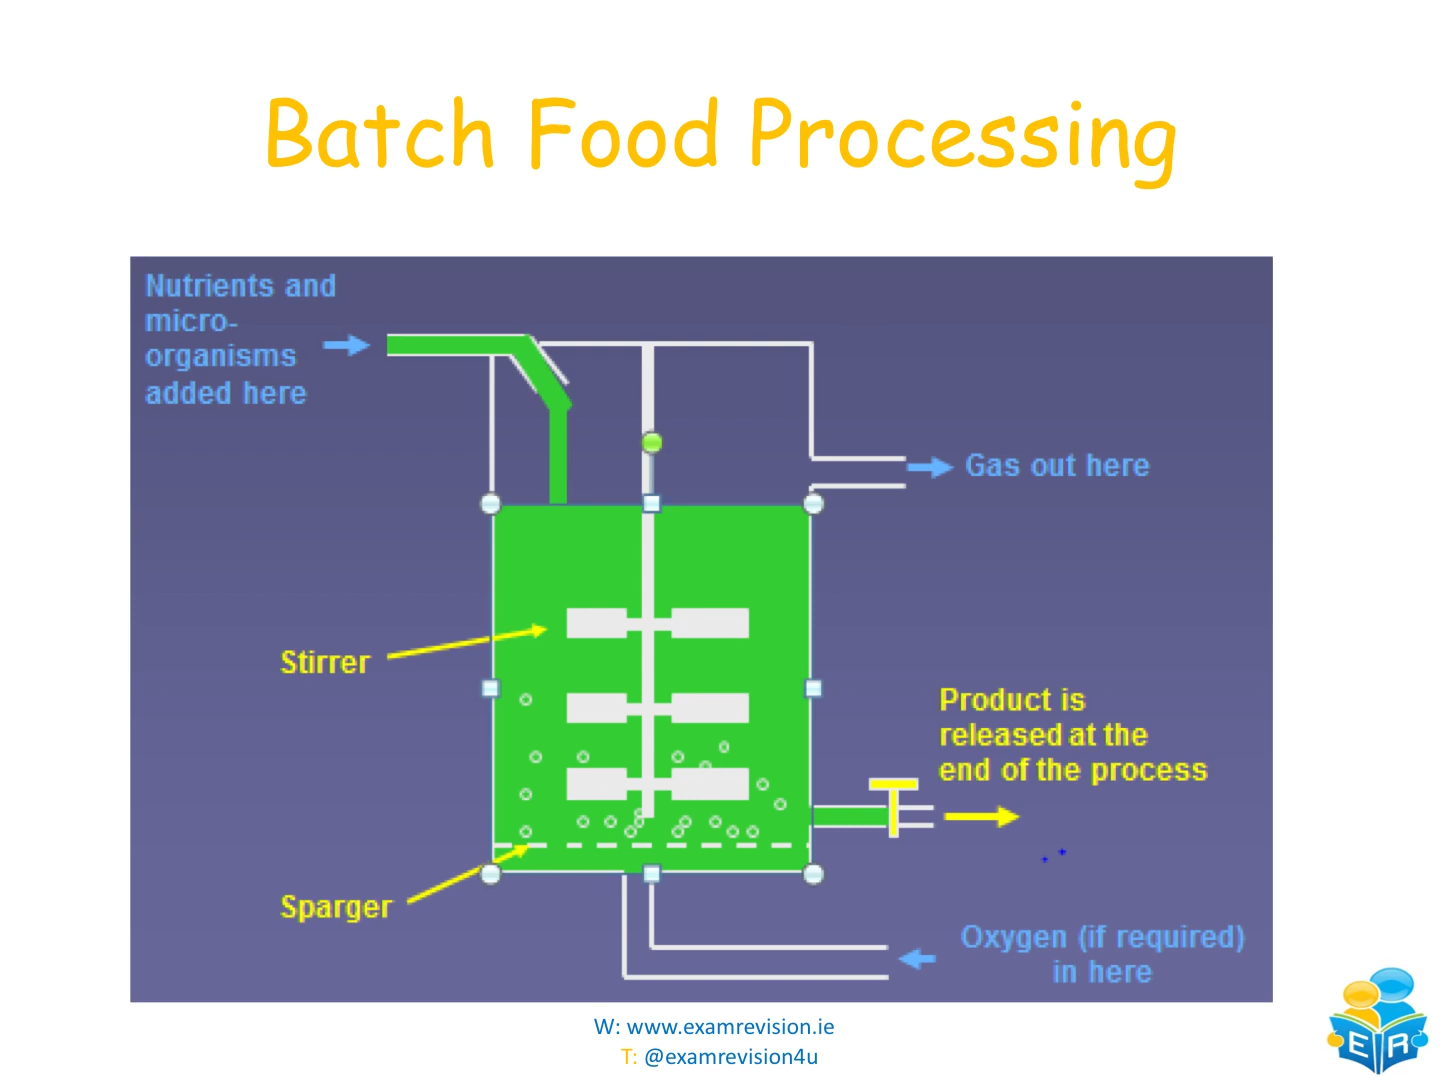 Batch Food Processing
Nutrients and
micro-
organisms
added here
Gas out here
Stirrer
Product is
released at the
end of the process
Sparger
Oxygen (if required)
in here
W: www.examrevision.ie
T: @examrevision4u
E R